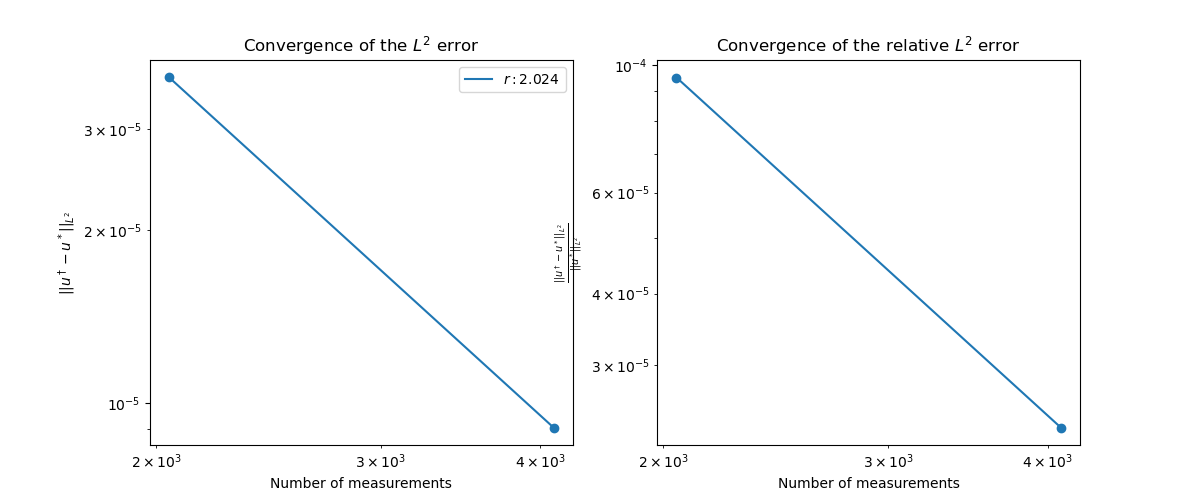 Convergence of the $L^2$ error
$||u^\dagger - u^*||_{L^2}$
$3 \times 10^{-5}$
$2 \times 10^{-5}$
$10^{-5}$
$r: 2.024$
$2 \times 10^3$
$3 \times 10^3$
$4 \times 10^3$
Number of measurements
Convergence of the relative $L^2$ error
$\frac{||u^\dagger - u^*||_{L^2}}{||u^*||_{L^2}}$
$10^{-4}$
$6 \times 10^{-5}$
$4 \times 10^{-5}$
$3 \times 10^{-5}$
$2 \times 10^3$
$3 \times 10^3$
$4 \times 10^3$
Number of measurements